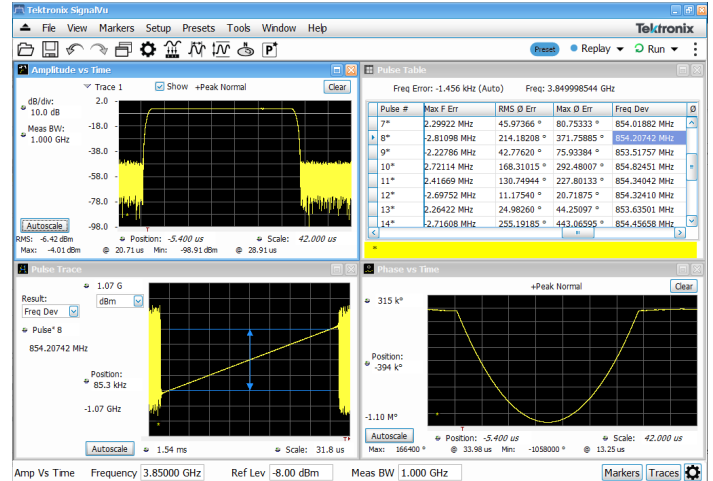 Tektronix SignalVu
File View Markers Setup Presets Tools Window Help
Tektronix
Preset Replay Run
Amplitude vs Time
Trace 1 Show +Peak Normal Clear
dB/div:
10.0 dB
Meas BW:
1.000 GHz
2.0
-18.0
-38.0
-58.0
-78.0
-98.0
Autoscale
Position: -5.400 us Scale: 42.000 us
RMS: -6.42 dBm
Max: -4.01 dBm @ 20.71 us Min: -98.91 dBm @ 28.91 us
Pulse Table
Freq Error: -1.456 kHz (Auto) Freq: 3.849998544 GHz
Pulse # Max F Err RMS Ø Err Max Ø Err Freq Dev Ø
7* 2.29922 MHz 45.97366 ° 80.75333 ° 854.01882 MHz
8* -2.81098 MHz 214.18208 ° 371.75885 ° 854.20742 MHz
9* -2.22786 MHz 42.77620 ° 75.93384 ° 853.51757 MHz
10* 2.72114 MHz 168.31015 ° 292.48007 ° 854.82451 MHz
11* 2.41669 MHz 130.74944 ° 227.80133 ° 854.34042 MHz
12* -2.69752 MHz 11.17540 ° 20.71875 ° 854.32410 MHz
13* 2.26422 MHz 24.98260 ° 44.25097 ° 853.63501 MHz
14* -2.71608 MHz 255.19185 ° 443.06595 ° 854.45658 MHz
*
Pulse Trace
1.07 G
Result: dBm
Freq Dev
Pulse* 8
854.20742 MHz
Position:
85.3 kHz
-1.07 GHz
Autoscale 1.54 ms Scale: 31.8 us
Phase vs Time
+Peak Normal Clear
315 k°
Position:
-394 k°
-1.10 M°
Autoscale Position: -5.400 us Scale: 42.000 us
Max: 166400 ° @ 33.98 us Min: -1058000 ° @ 13.25 us
Amp Vs Time Frequency 3.85000 GHz Ref Lev -8.00 dBm Meas BW 1.000 GHz Markers Traces